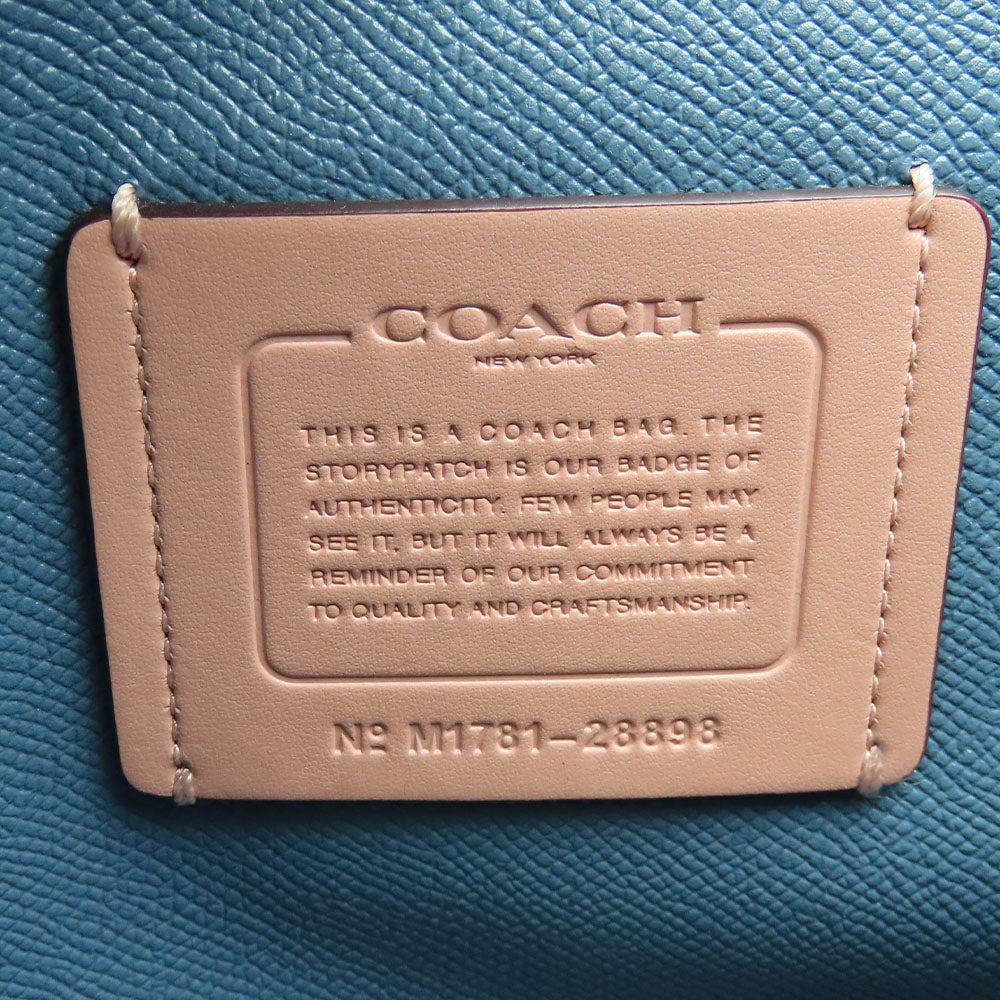 COACH
NEW YORK
THIS IS A COACH BAG. THE
STORYPATCH IS OUR BADGE OF
AUTHENTICITY. FEW PEOPLE MAY
SEE IT, BUT IT WILL ALWAYS BE A
REMINDER OF OUR COMMITMENT
TO QUALITY AND CRAFTSMANSHIP.
Nº M1781-28898